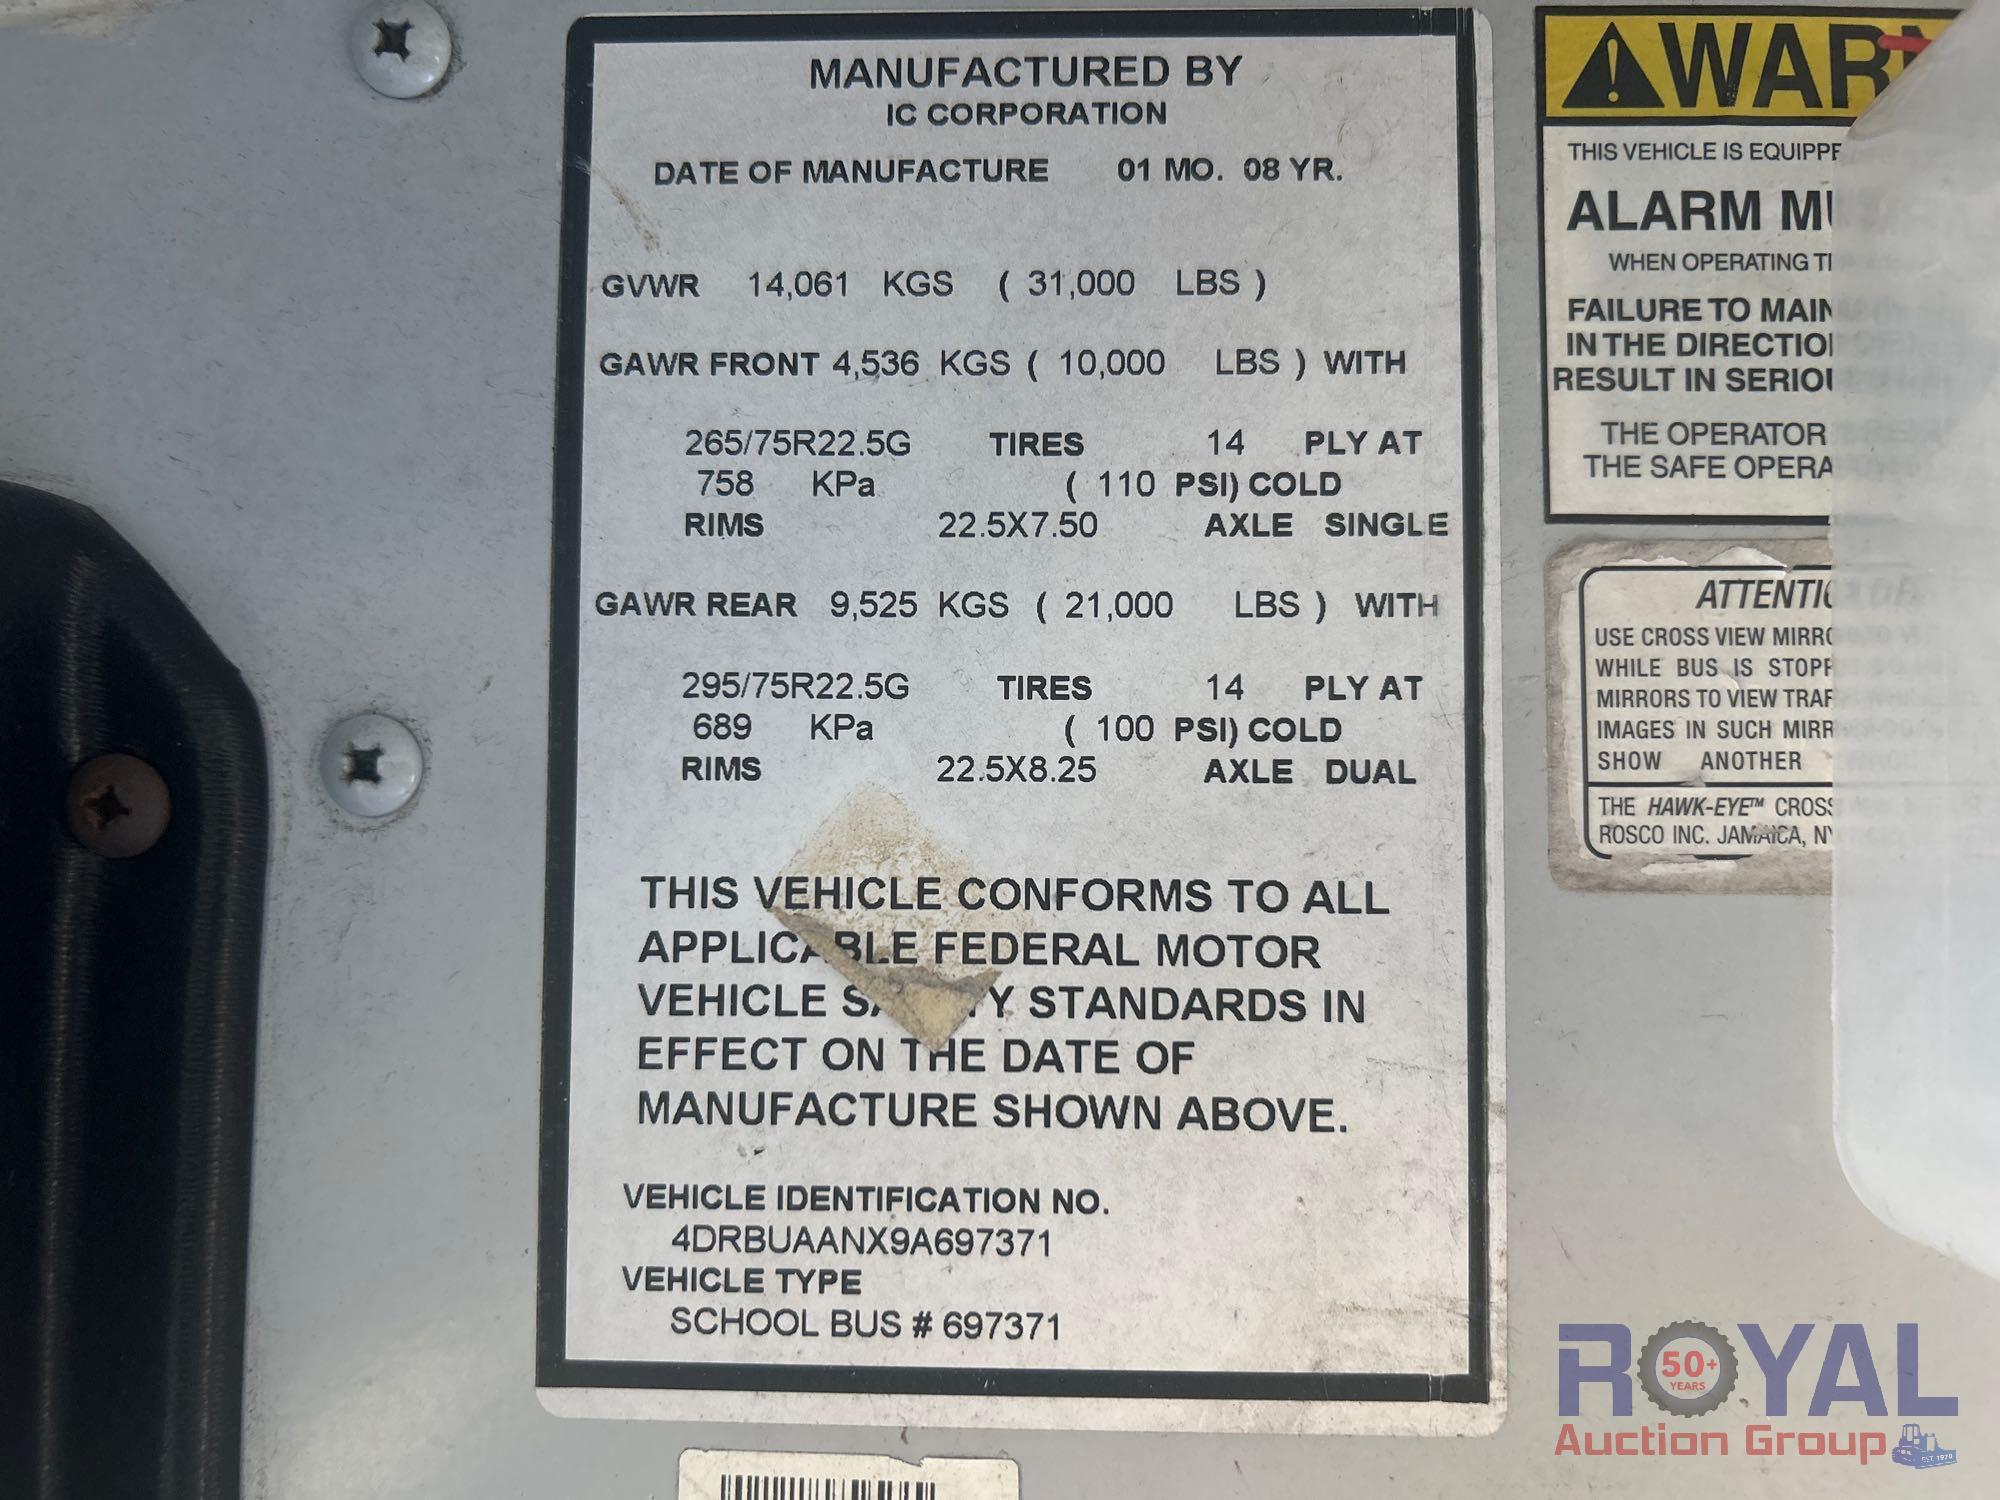 MANUFACTURED BY
IC CORPORATION
DATE OF MANUFACTURE 01 MO. 08 YR.
GVWR 14,061 KGS ( 31,000 LBS )
GAWR FRONT 4,536 KGS ( 10,000 LBS ) WITH
265/75R22.5G TIRES 14 PLY AT
758 KPa ( 110 PSI) COLD
RIMS 22.5X7.50 AXLE SINGLE
GAWR REAR 9,525 KGS ( 21,000 LBS ) WITH
295/75R22.5G TIRES 14 PLY AT
689 KPa ( 100 PSI) COLD
RIMS 22.5X8.25 AXLE DUAL
THIS VEHICLE CONFORMS TO ALL
APPLICABLE FEDERAL MOTOR
VEHICLE STANDARDS IN
EFFECT ON THE DATE OF
MANUFACTURE SHOWN ABOVE.
VEHICLE IDENTIFICATION NO.
4DRBUAANX9A697371
VEHICLE TYPE
SCHOOL BUS # 697371
THIS VEHICLE IS
ALARM
WHEN OPERATING
FAILURE TO
IN THE
RESULT IN
THE OPERATOR
THE SAFE
USE CROSS VIEW
WHILE BUS IS
MIRRORS TO VIEW
IMAGES IN SUCH
SHOW ANOTHER
THE HAWK-EYE™
ROSCO INC. JAMAICA,
ROYAL
50+
YEARS
Auction Group
EST. 1970